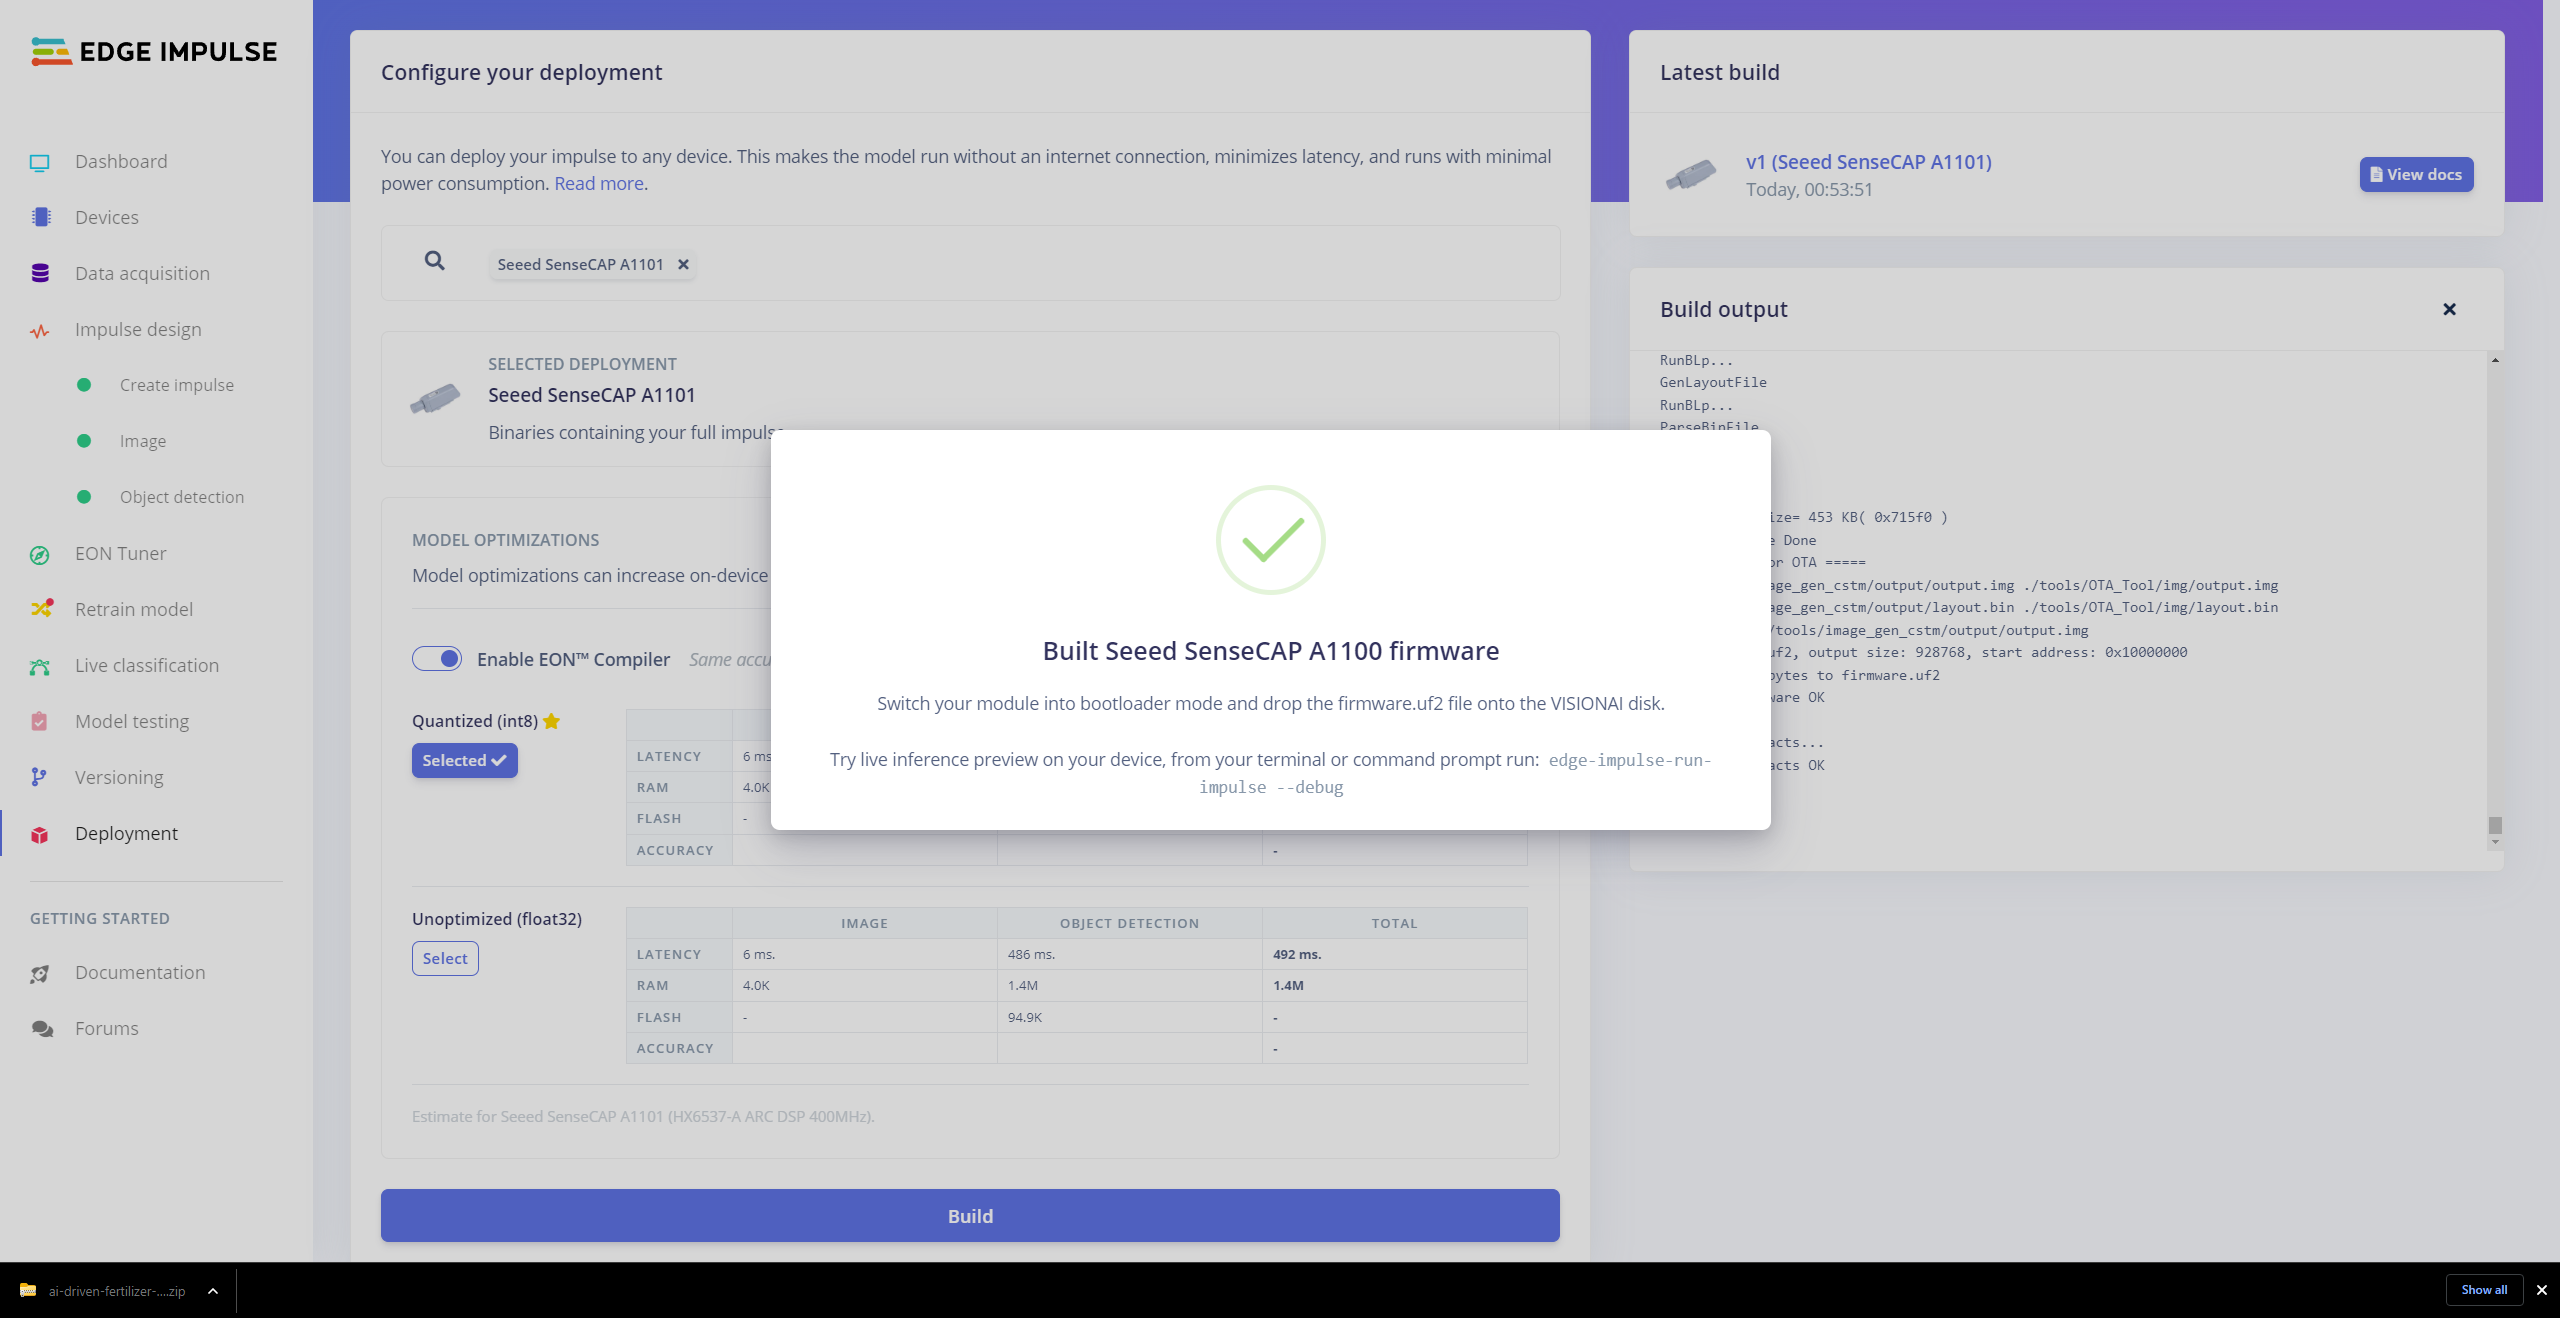 EDGE IMPULSE
Dashboard
Devices
Data acquisition
Impulse design
Create impulse
Image
Object detection
EON Tuner
Retrain model
Live classification
Model testing
Versioning
Deployment
GETTING STARTED
Documentation
Forums
Configure your deployment
You can deploy your impulse to any device. This makes the model run without an internet connection, minimizes latency, and runs with minimal
power consumption. Read more.
Seeed SenseCAP A1101
SELECTED DEPLOYMENT
Seeed SenseCAP A1101
Binaries containing your full impulse
MODEL OPTIMIZATIONS
Model optimizations can increase on-device
Enable EON™ Compiler Same accu
Quantized (int8)
Selected
LATENCY 6 ms
RAM 4.0K
FLASH -
ACCURACY -
Unoptimized (float32)
Select
IMAGE OBJECT DETECTION TOTAL
LATENCY 6 ms. 486 ms. 492 ms.
RAM 4.0K 1.4M 1.4M
FLASH - 94.9K -
ACCURACY -
Estimate for Seeed SenseCAP A1101 (HX6537-A ARC DSP 400MHz).
Build
Built Seeed SenseCAP A1100 firmware
Switch your module into bootloader mode and drop the firmware.uf2 file onto the VISIONAI disk.
Try live inference preview on your device, from your terminal or command prompt run: edge-impulse-run-
impulse --debug
Latest build
v1 (Seeed SenseCAP A1101)
Today, 00:53:51
View docs
Build output
RunBLp...
GenLayoutFile
RunBLp...
ParseBinFile
ize= 453 KB( 0x715f0 )
e Done
or OTA =====
age_gen_cstm/output/output.img ./tools/OTA_Tool/img/output.img
age_gen_cstm/output/layout.bin ./tools/OTA_Tool/img/layout.bin
/tools/image_gen_cstm/output/output.img
uf2, output size: 928768, start address: 0x10000000
bytes to firmware.uf2
ware OK
acts...
acts OK
ai-driven-fertilizer-....zip
Show all